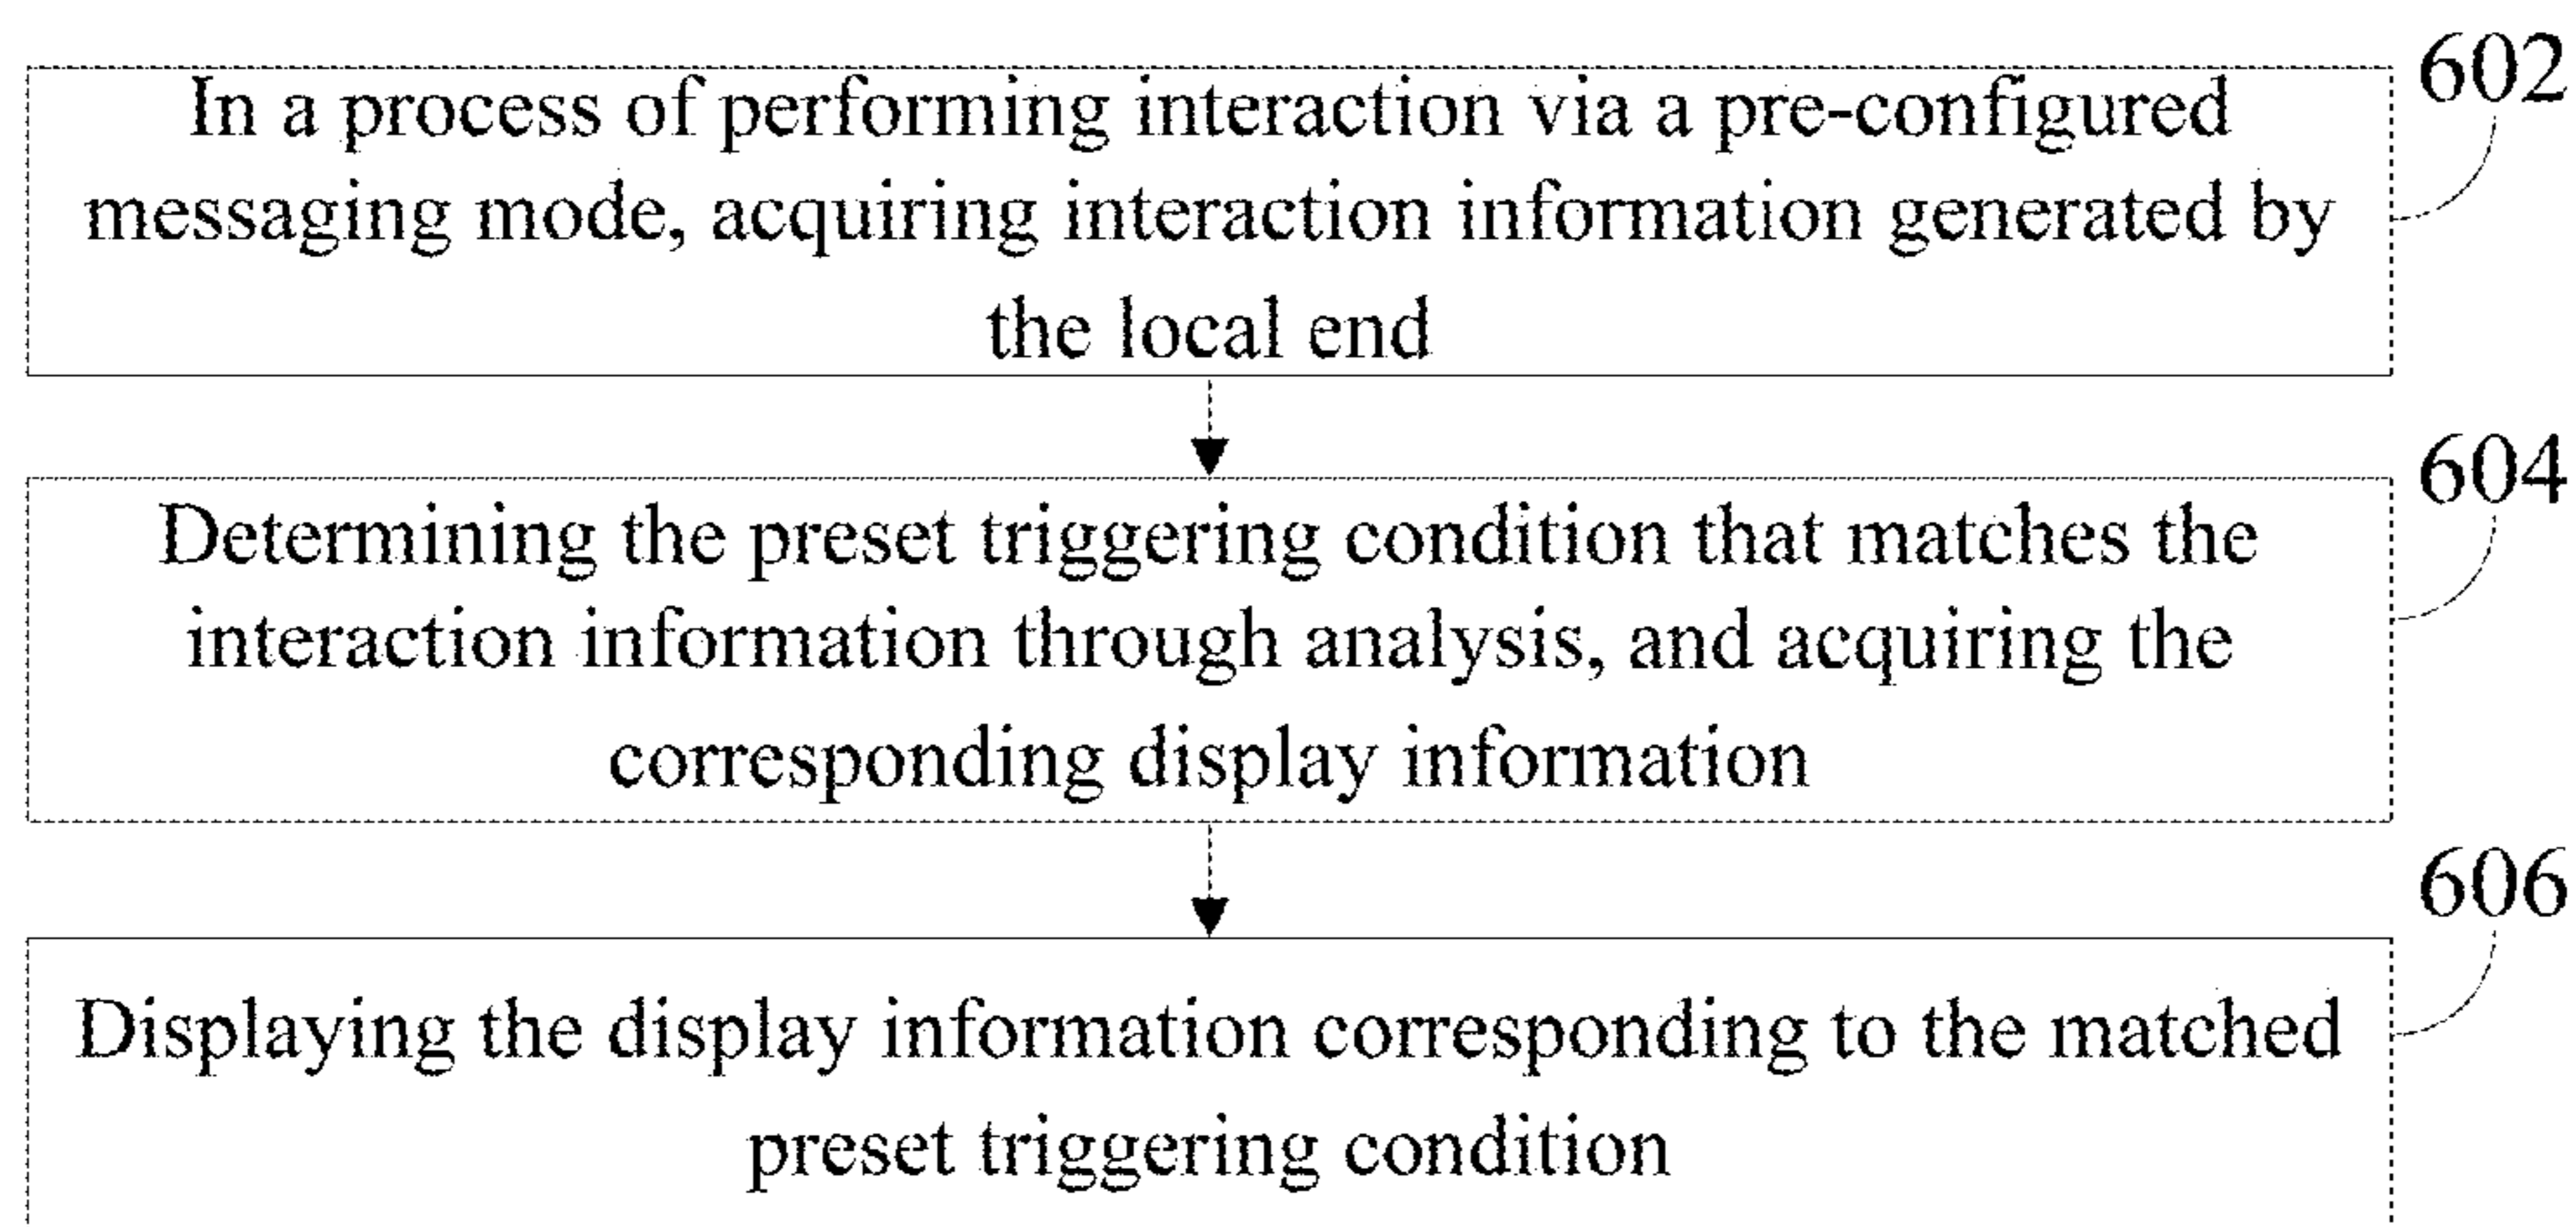 602
In a process of performing interaction via a pre-configured
messaging mode, acquiring interaction information generated by
the local end
604
Determining the preset triggering condition that matches the
interaction information through analysis, and acquiring the
corresponding display information
606
Displaying the display information corresponding to the matched
preset triggering condition